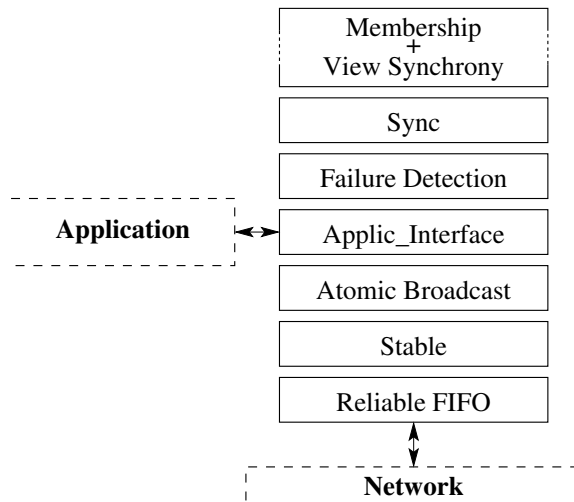 Membership
+
View Synchrony
Sync
Failure Detection
Application
Applic_Interface
Atomic Broadcast
Stable
Reliable FIFO
Network